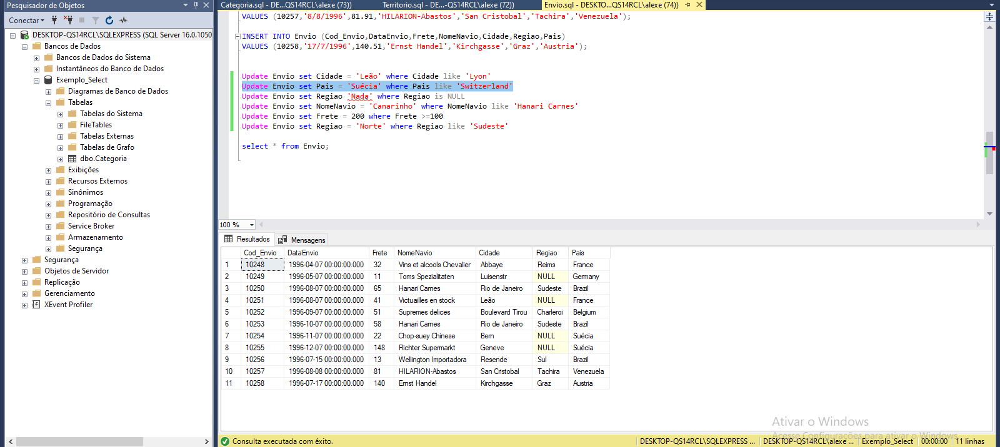 Pesquisador de Objetos
Conectar
DESKTOP-QS14RCL\SQLEXPRESS (SQL Server 16.0.1050
Bancos de Dados
Bancos de Dados do Sistema
Instantâneos do Banco de Dados
Exemplo_Select
Diagramas de Banco de Dados
Tabelas
Tabelas do Sistema
FileTables
Tabelas Externas
Tabelas de Grafo
dbo.Categoria
Exibições
Recursos Externos
Sinônimos
Programação
Repositório de Consultas
Service Broker
Armazenamento
Segurança
Segurança
Objetos de Servidor
Replicação
Gerenciamento
XEvent Profiler
Categoria.sql - DE...QS14RCL\alexe (73))
Territorio.sql - DE...-QS14RCL\alexe (72))
Envio.sql - DESKTO...QS14RCL\alexe (74))
VALUES (10257,'8/8/1996',81.91,'HILARION-Abastos','San Cristobal','Tachira','Venezuela');
INSERT INTO Envio (Cod_Envio,DataEnvio,Frete,NomeNavio,Cidade,Regiao,Pais)
VALUES (10258,'17/7/1996',140.51,'Ernst Handel','Kirchgasse','Graz','Austria');
Update Envio set Cidade = 'Leão' where Cidade like 'Lyon'
Update Envio set Pais = 'Suécia' where Pais like 'Switzerland'
Update Envio set Regiao 'Nada' where Regiao is NULL
Update Envio set NomeNavio = 'Canarinho' where NomeNavio like 'Hanari Carnes'
Update Envio set Frete = 200 where Frete >=100
Update Envio set Regiao = 'Norte' where Regiao like 'Sudeste'
select * from Envio;
100 %
Resultados Mensagens
Cod_Envio DataEnvio Frete NomeNavio Cidade Regiao Pais
1 10248 1996-04-07 00:00:00.000 32 Vins et alcools Chevalier Abbaye Reims France
2 10249 1996-05-07 00:00:00.000 11 Toms Spezialitaten Luisenstr NULL Germany
3 10250 1996-08-07 00:00:00.000 65 Hanari Carnes Rio de Janeiro Sudeste Brazil
4 10251 1996-08-07 00:00:00.000 41 Victuailles en stock Leão NULL France
5 10252 1996-09-07 00:00:00.000 51 Supremes delices Boulevard Tirou Charleroi Belgium
6 10253 1996-10-07 00:00:00.000 58 Hanari Carnes Rio de Janeiro Sudeste Brazil
7 10254 1996-11-07 00:00:00.000 22 Chop-suey Chinese Bern NULL Suécia
8 10255 1996-12-07 00:00:00.000 148 Richter Supermarkt Geneve NULL Suécia
9 10256 1996-07-15 00:00:00.000 13 Wellington Importadora Resende Sul Brazil
10 10257 1996-08-08 00:00:00.000 81 HILARION-Abastos San Cristobal Tachira Venezuela
11 10258 1996-07-17 00:00:00.000 140 Ernst Handel Kirchgasse Graz Austria
Ativar o Windows
Acesse Configurações para ativar o Windows.
Consulta executada com êxito.
DESKTOP-QS14RCL\SQLEXPRESS ... DESKTOP-QS14RCL\alexe ... Exemplo_Select 00:00:00 11 linhas